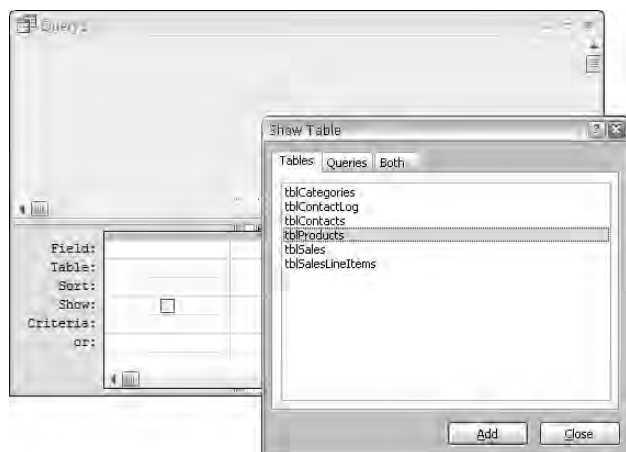 Query1
Show Table
Tables Queries Both
tblCategories
tblContactLog
tblContacts
tblProducts
tblSales
tblSalesLineItems
Field:
Table:
Sort:
Show:
Criteria:
or:
Add Close